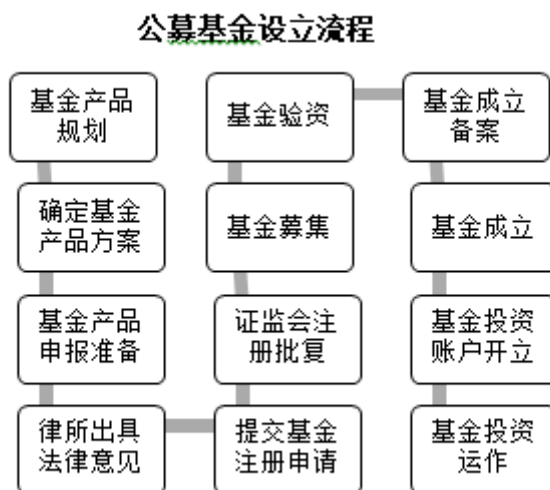 公募基金设立流程
基金产品
规划
确定基金
产品方案
基金产品
申报准备
律所出具
法律意见
提交基金
注册申请
证监会注
册批复
基金募集
基金验资
基金成立
备案
基金成立
基金投资
账户开立
基金投资
运作